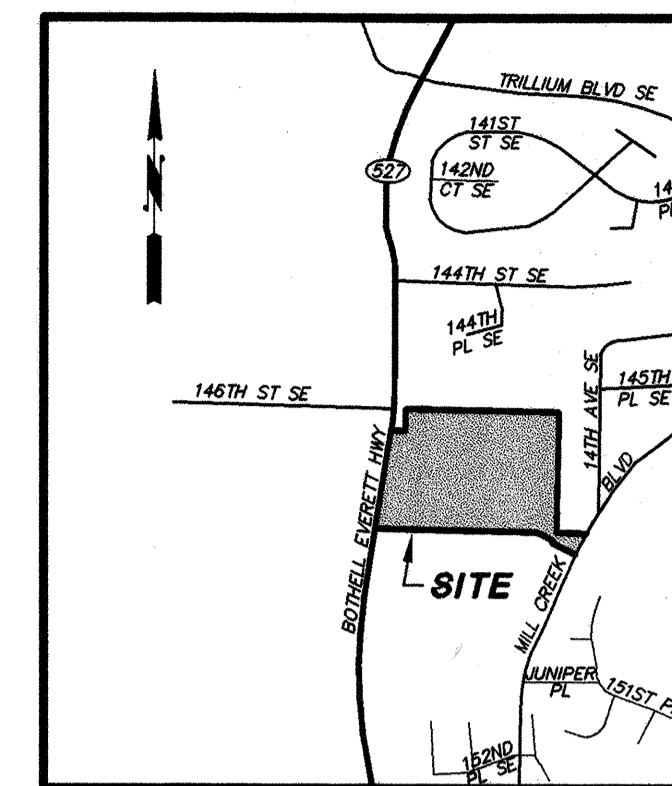 TRILLIUM BLVD SE
141ST
ST SE
527
142ND
CT SE
14
PL
N
144TH ST SE
144TH
PL SE
14TH AVE SE
145TH
PL SE
146TH ST SE
BOTHELL EVERETT HWY
BLVD
SITE
MILL CREEK
JUNIPER
PL
151ST P
152ND
PL SE